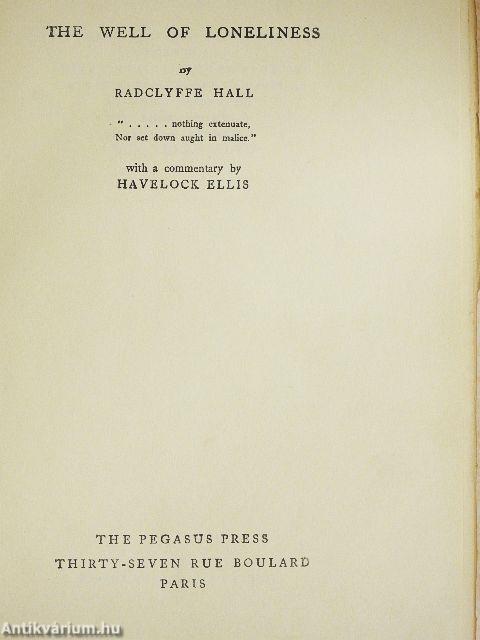 THE WELL OF LONELINESS
By
RADCLYFFE HALL
". . . . . nothing extenuate,
Nor set down aught in malice."
with a commentary by
HAVELOCK ELLIS
THE PEGASUS PRESS
THIRTY-SEVEN RUE BOULARD
PARIS
Antikvárium.hu